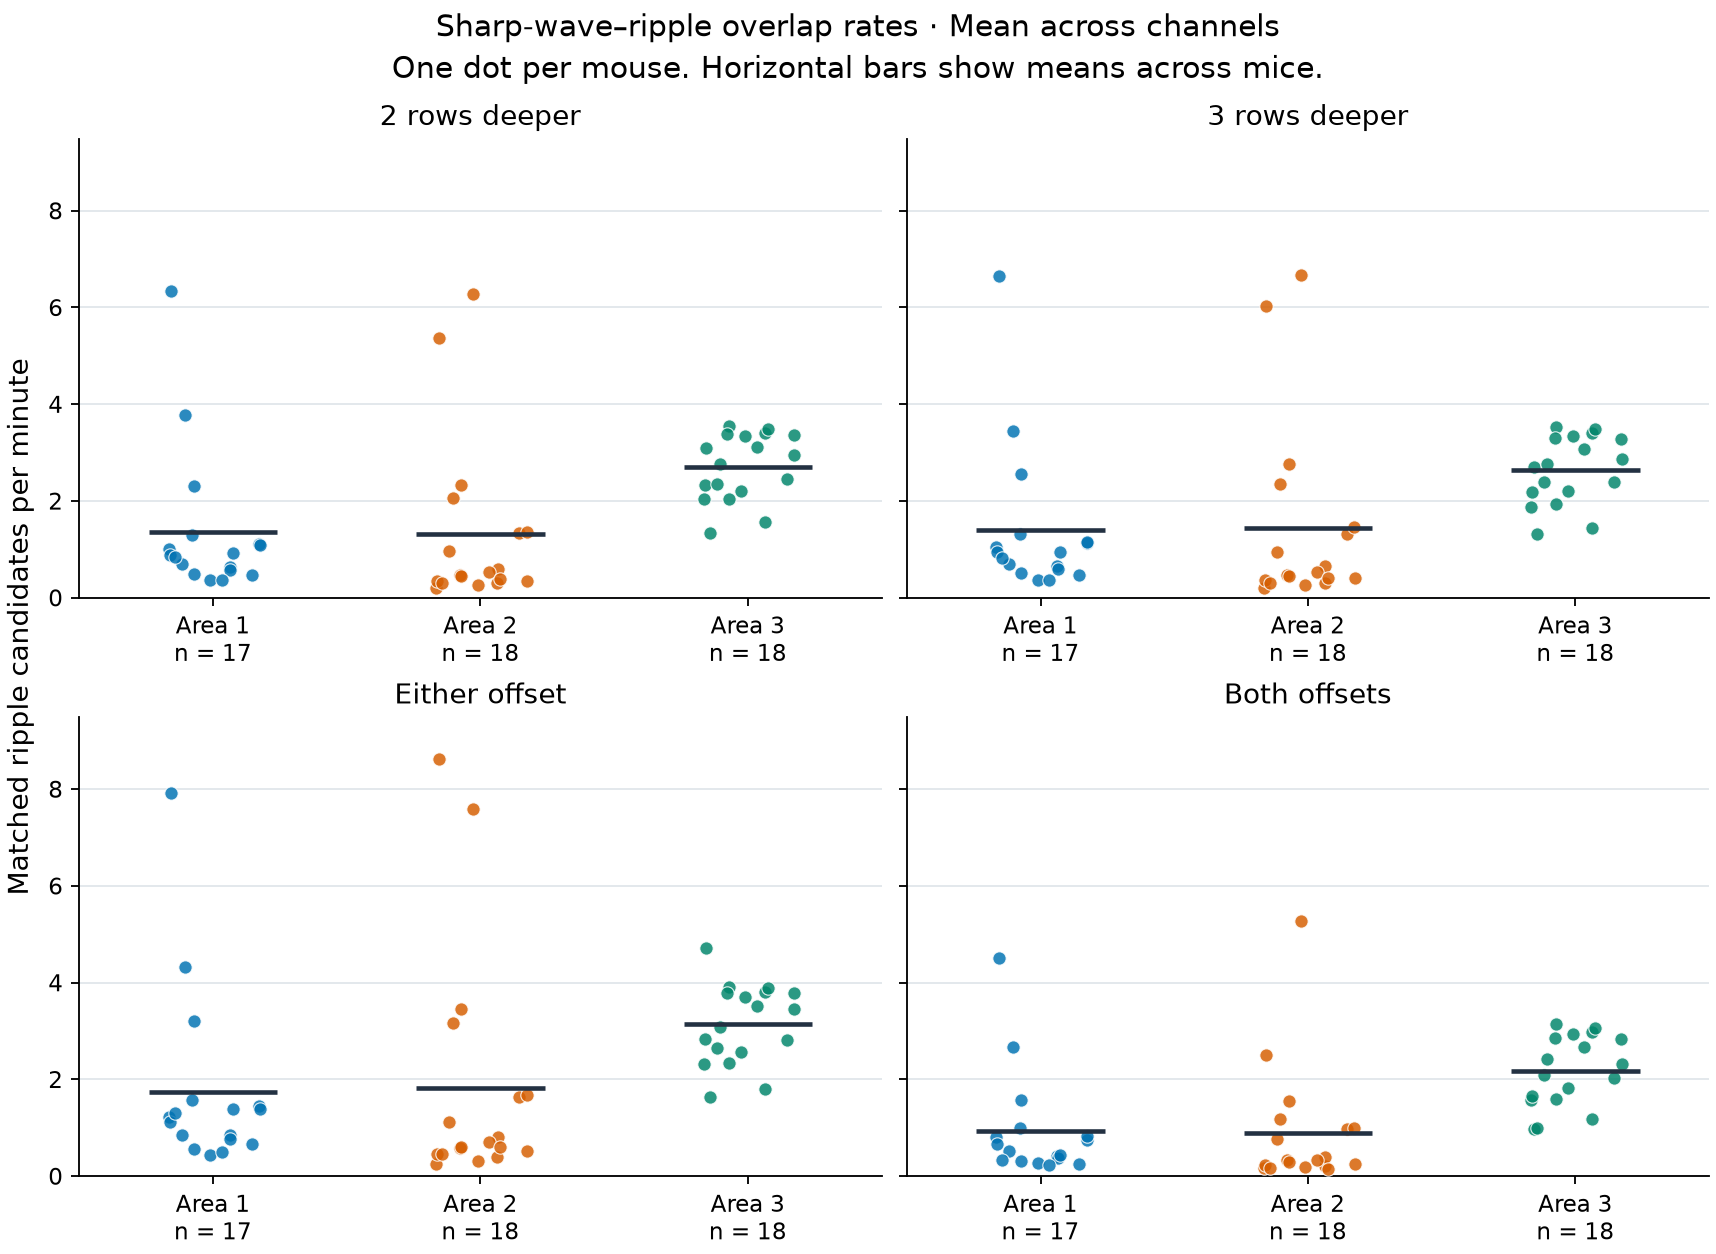 Sharp-wave–ripple overlap rates · Mean across channels
One dot per mouse. Horizontal bars show means across mice.
2 rows deeper
3 rows deeper
Matched ripple candidates per minute
8
6
4
2
0
Area 1
n = 17
Area 2
n = 18
Area 3
n = 18
Area 1
n = 17
Area 2
n = 18
Area 3
n = 18
Either offset
Both offsets
8
6
4
2
0
Area 1
n = 17
Area 2
n = 18
Area 3
n = 18
Area 1
n = 17
Area 2
n = 18
Area 3
n = 18